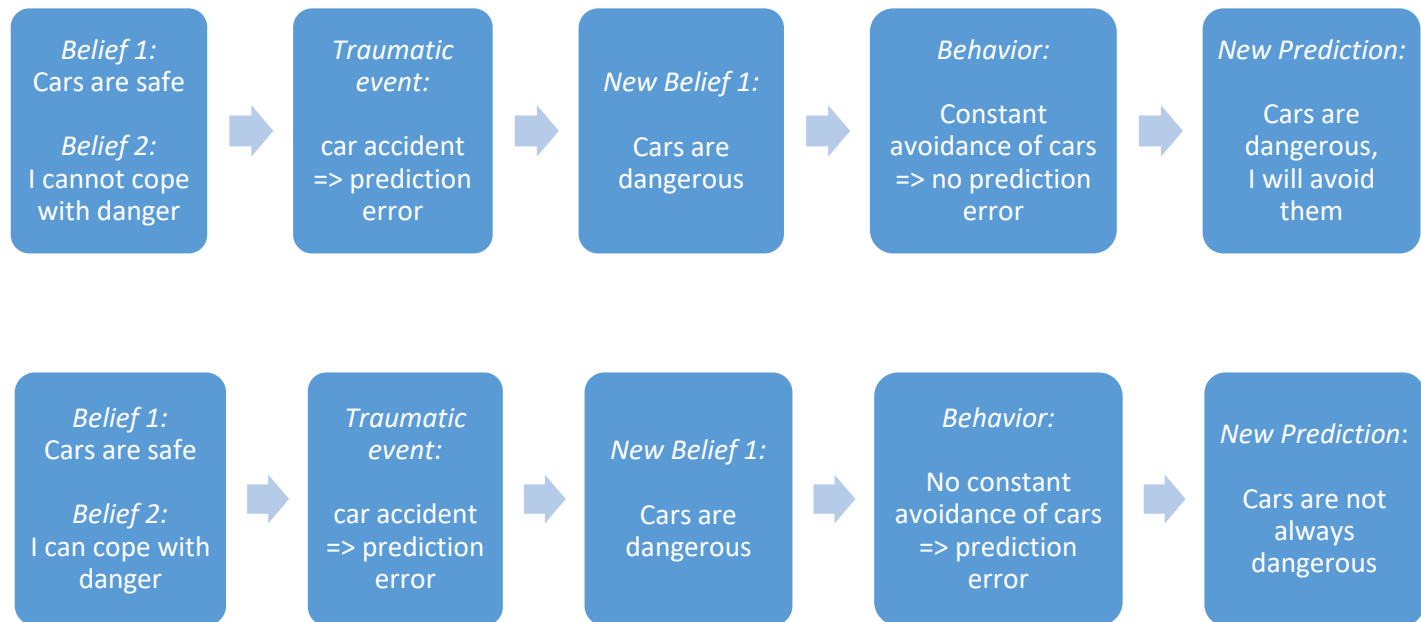 Belief 1:
Cars are safe
Belief 2:
I cannot cope
with danger
Traumatic
event:
car accident
=> prediction
error
New Belief 1:
Cars are
dangerous
Behavior:
Constant
avoidance of cars
=> no prediction
error
New Prediction:
Cars are
dangerous,
I will avoid
them
Belief 1:
Cars are safe
Belief 2:
I can cope with
danger
Traumatic
event:
car accident
=> prediction
error
New Belief 1:
Cars are
dangerous
Behavior:
No constant
avoidance of cars
=> prediction
error
New Prediction:
Cars are not
always
dangerous